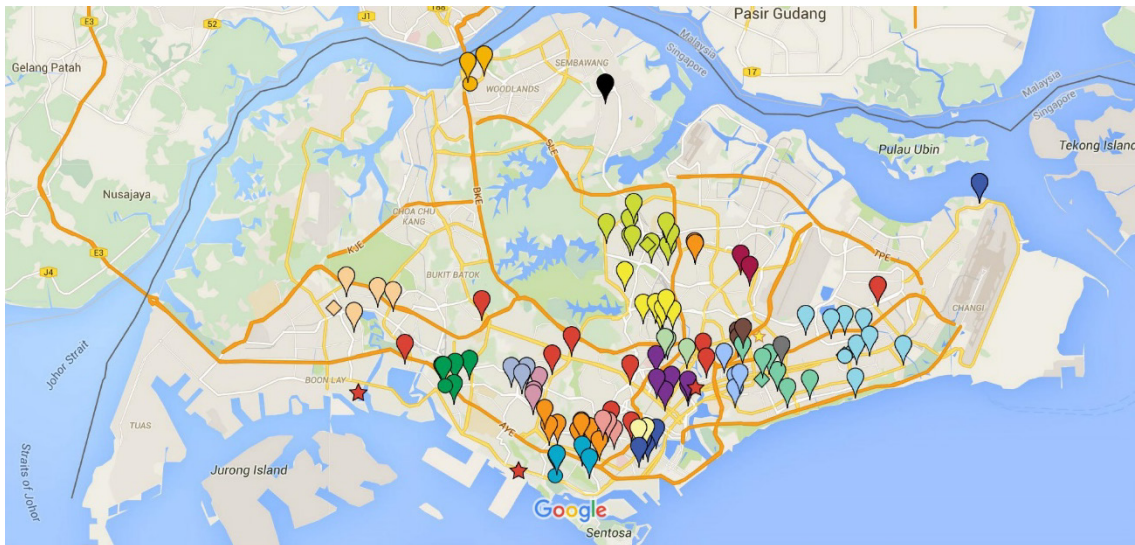 T88
J1
52
E3
Pasir Gudang
Gelang Patah
Malaysia
Singapore
17
SEMBAWANG
WOODLANDS
Malaysia
Singapore
Pulau Ubin
Tekong Island
SLE
BKE
Nusajaya
CHOA CHU
KANG
KJE
TPE
J4
E3
BUKIT BATOK
CHANGI
Johor Strait
BOON LAY
TUAS
AYE
Jurong Island
Straits of
Johor
Google
Sentosa